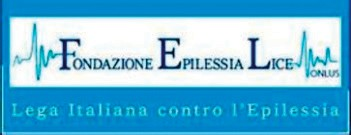 FONDAZIONE EPILESSIA LICE
ONLUS
Lega Italiana contro l'Epilessia